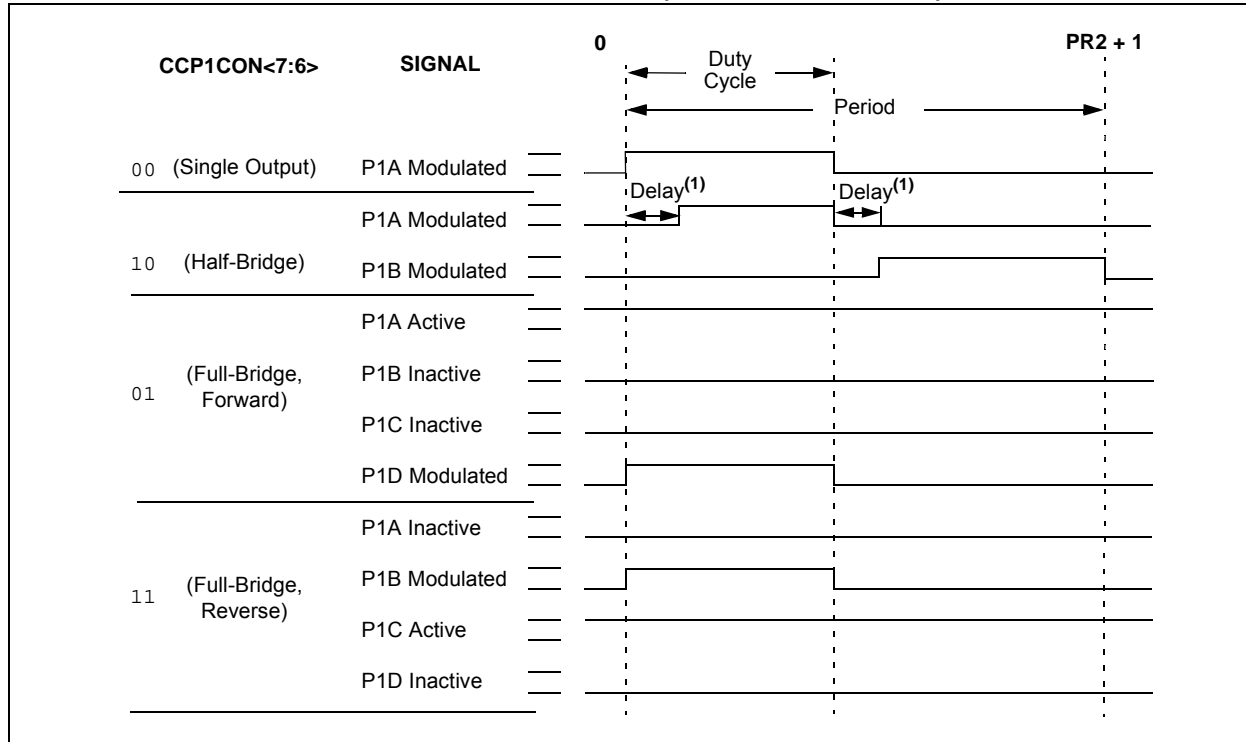 CCP1CON<7:6>
SIGNAL
0
PR2 + 1
Duty
Cycle
Period
00 (Single Output) P1A Modulated
Delay(1)
Delay(1)
P1A Modulated
10 (Half-Bridge)
P1B Modulated
P1A Active
01 (Full-Bridge,
Forward)
P1B Inactive
P1C Inactive
P1D Modulated
P1A Inactive
11 (Full-Bridge,
Reverse)
P1B Modulated
P1C Active
P1D Inactive